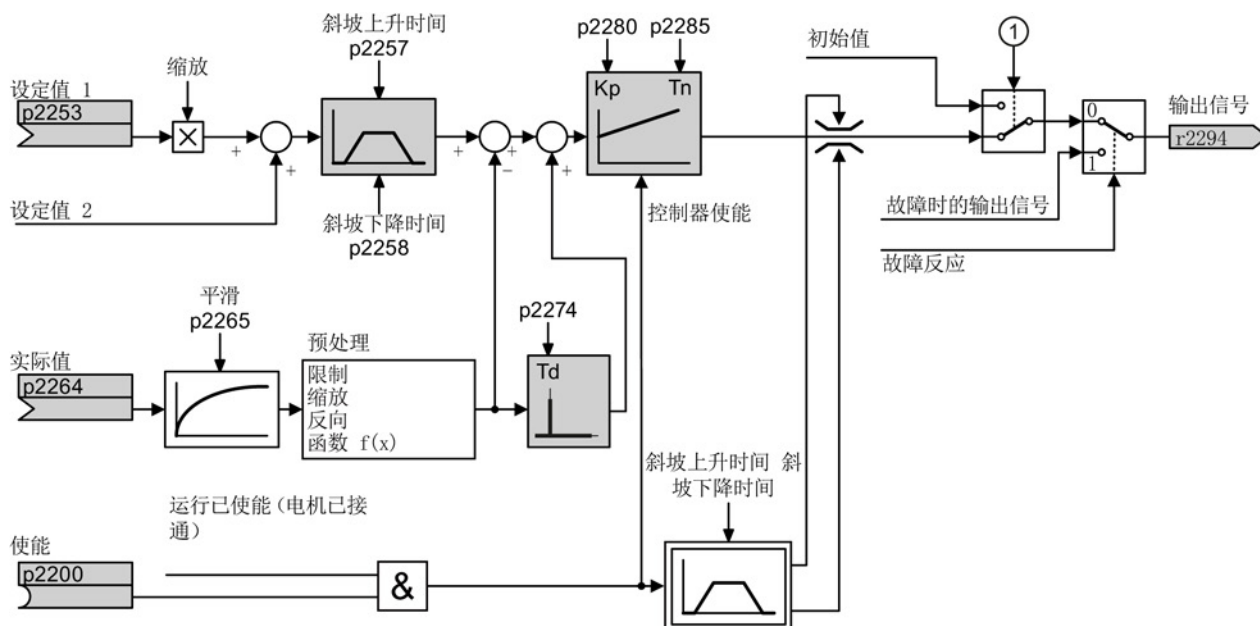 斜坡上升时间
p2257
p2280
p2285
初始值
1
设定值 1
p2253
缩放
Kp
Tn
输出信号
r2294
0
1
×
+
+
+
−
+
+
设定值 2
斜坡下降时间
p2258
控制器使能
故障时的输出信号
故障反应
平滑
p2265
预处理
p2274
实际值
p2264
限制
缩放
反向
函数 f(x)
Td
斜坡上升时间 斜
坡下降时间
运行已使能(电机已接
通)
使能
p2200
&